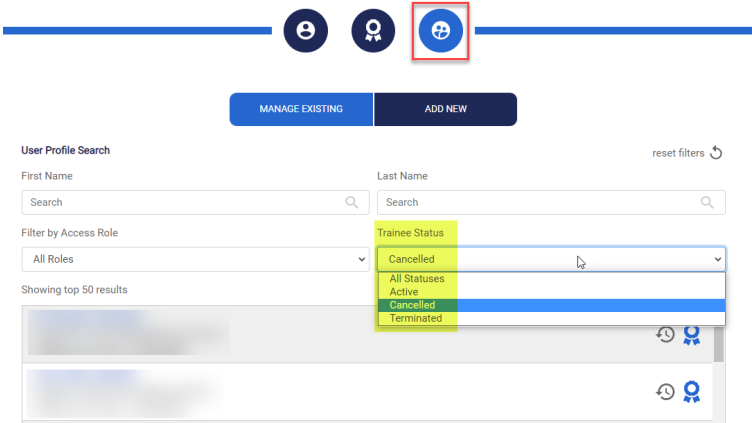 MANAGE EXISTING
ADD NEW
User Profile Search
reset filters
First Name
Last Name
Search
Search
Filter by Access Role
Trainee Status
All Roles
Cancelled
All Statuses
Active
Cancelled
Terminated
Showing top 50 results